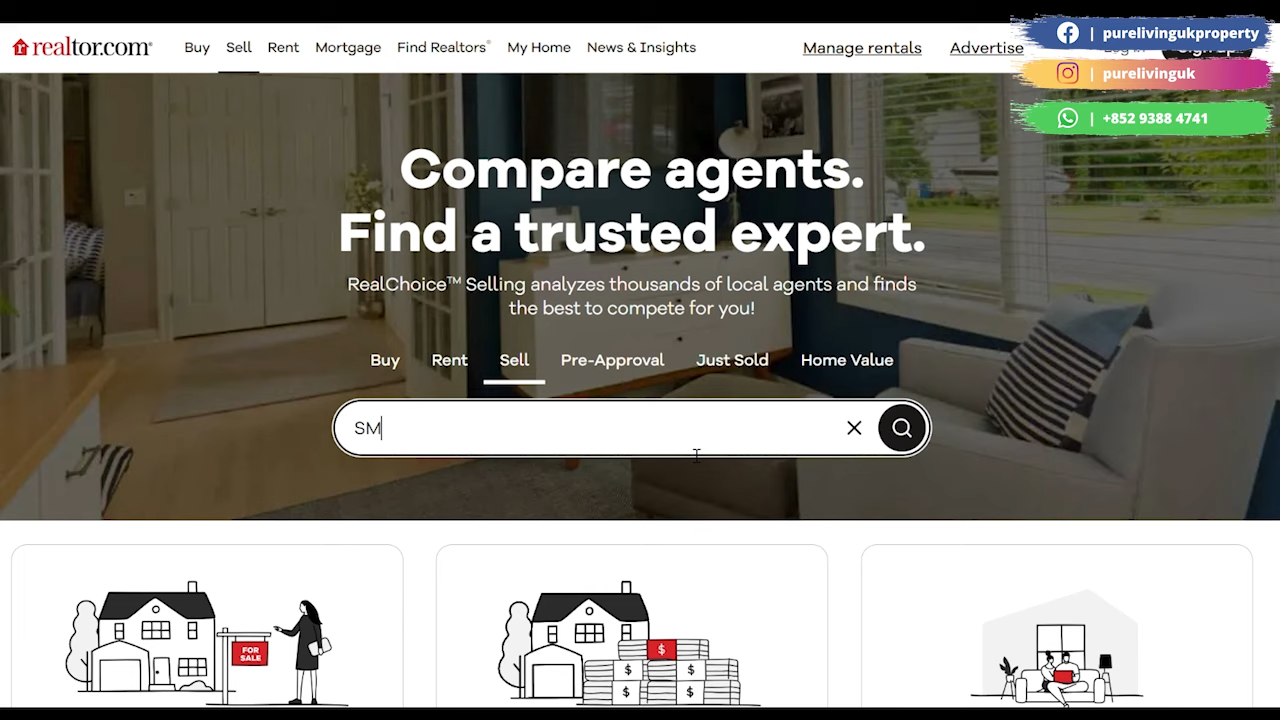 realtor.com®
Buy Sell Rent Mortgage Find Realtors® My Home News & Insights Manage rentals Advertise
| purelivingukproperty
| purelivinguk
| +852 9388 4741
Compare agents.
Find a trusted expert.
RealChoice™ Selling analyzes thousands of local agents and finds
the best to compete for you!
Buy Rent Sell Pre-Approval Just Sold Home Value
SM
FOR
SALE
$
$ $
$ $